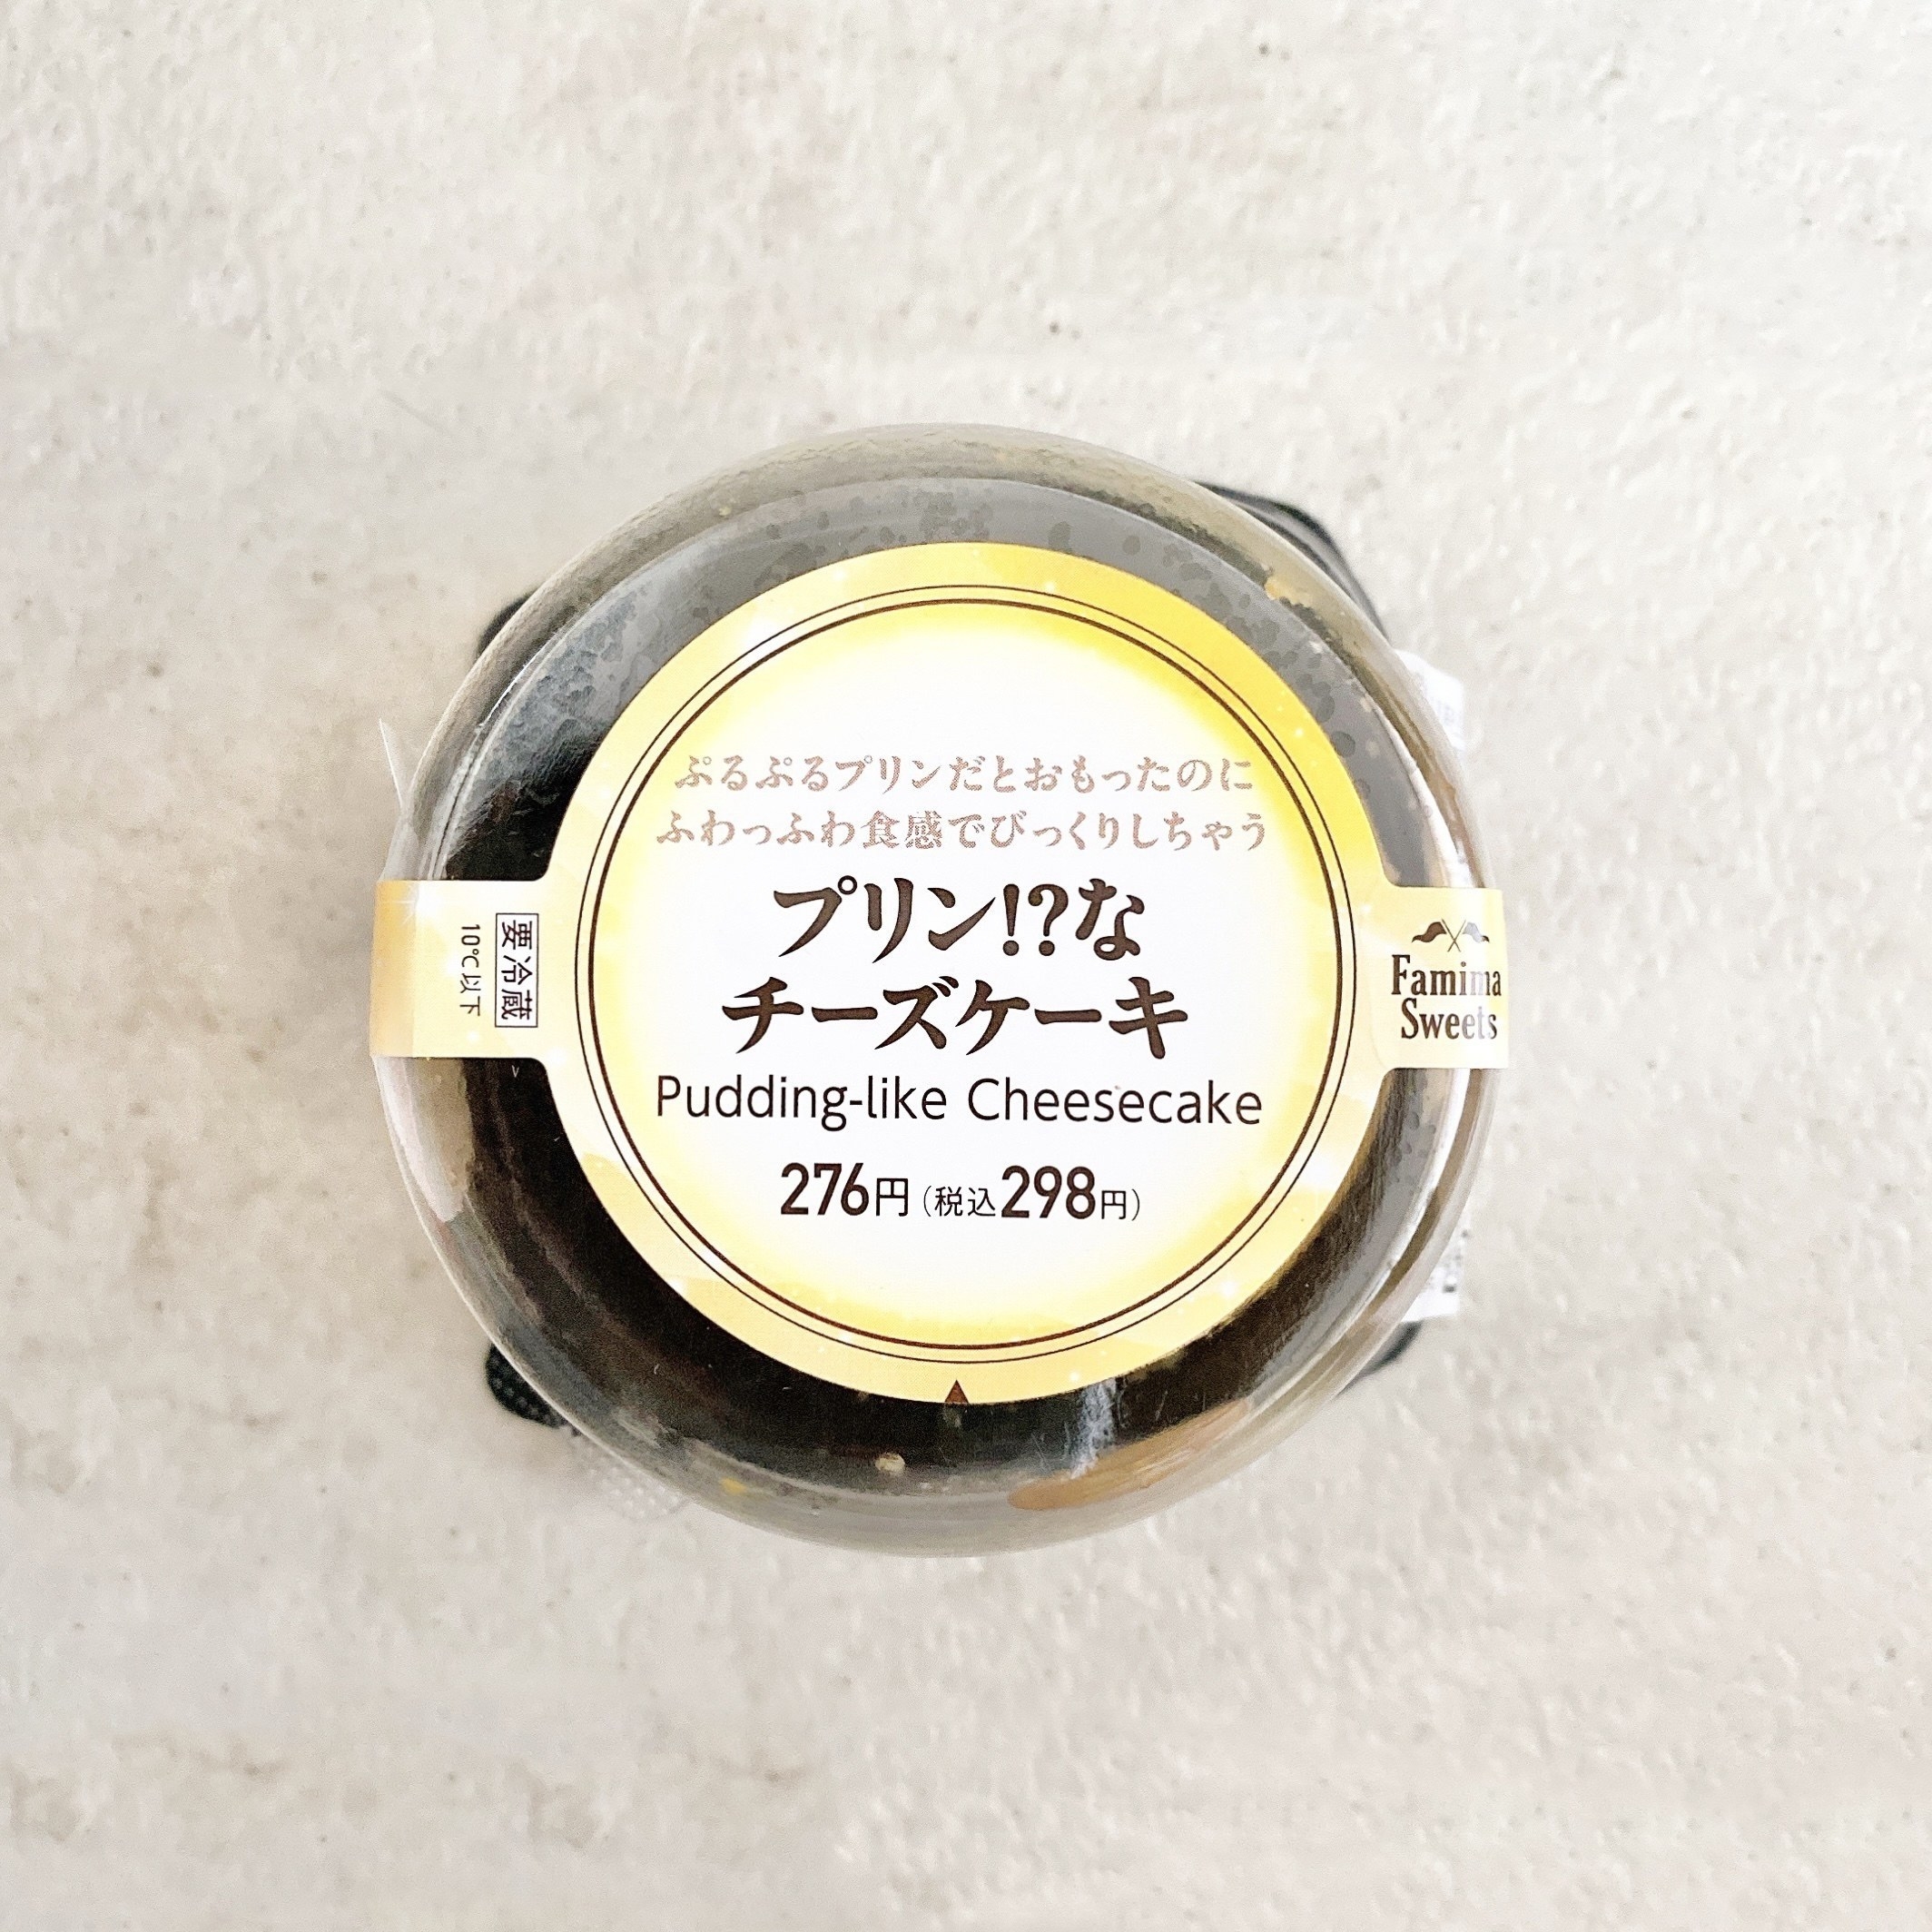 ぷるぷるプリンだとおもったのに
ふわっふわ食感でびっくりしちゃう
プリン!?な
チーズケーキ
Pudding-like Cheesecake
276円(税込298円)
要冷蔵
10℃以下
Famima
Sweets